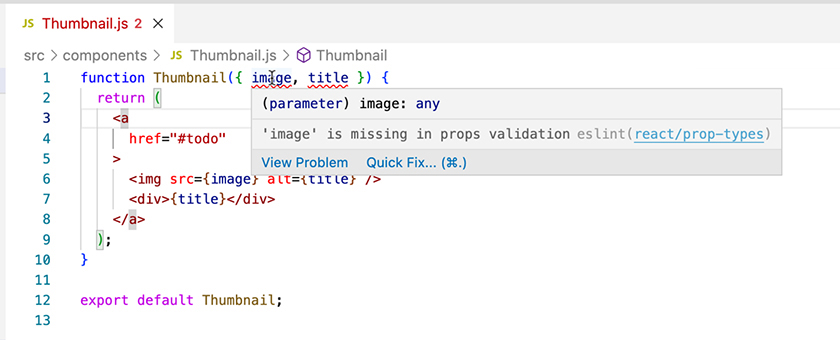 JS Thumbnail.js 2 ×
src > components > JS Thumbnail.js > Thumbnail
1 function Thumbnail({ image, title }) {
2 return (
(parameter) image: any
3 <a
4 href="#todo"
'image' is missing in props validation eslint(react/prop-types)
5 >
View Problem Quick Fix... (⌘.)
6 <img src={image} alt={title} />
7 <div>{title}</div>
8 </a>
9 );
10 }
11
12 export default Thumbnail;
13